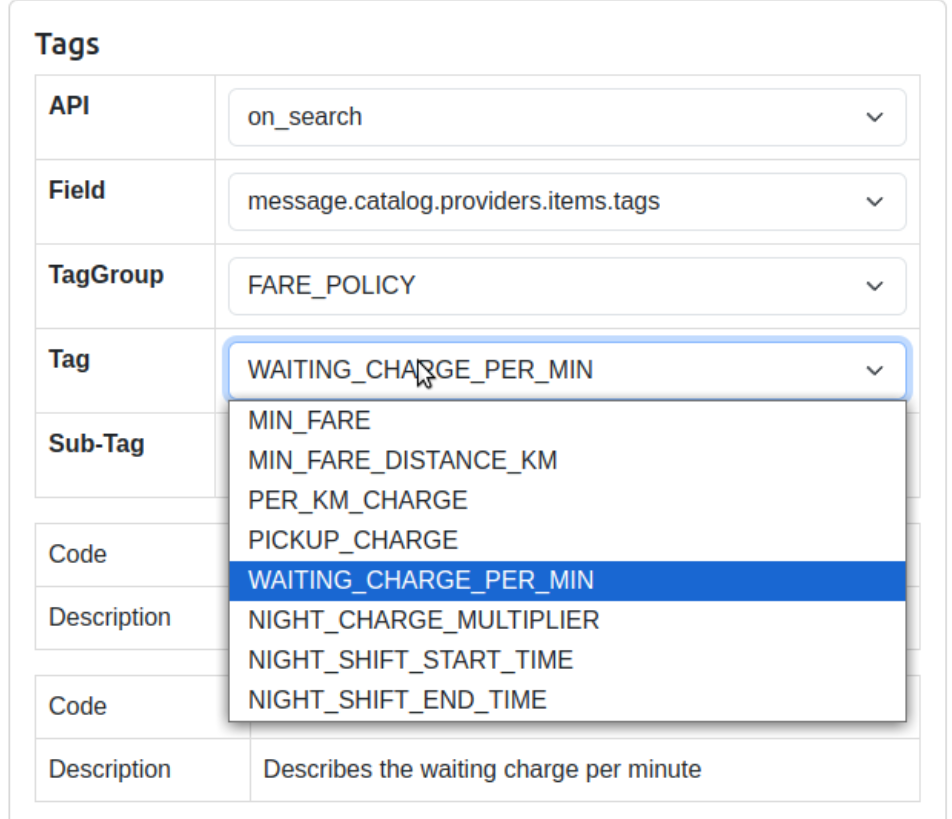 Tags
API
on_search
Field
message.catalog.providers.items.tags
TagGroup
FARE_POLICY
Tag
WAITING_CHARGE_PER_MIN
MIN_FARE
MIN_FARE_DISTANCE_KM
PER_KM_CHARGE
PICKUP_CHARGE
WAITING_CHARGE_PER_MIN
NIGHT_CHARGE_MULTIPLIER
NIGHT_SHIFT_START_TIME
NIGHT_SHIFT_END_TIME
Sub-Tag
Code
Description
Code
Description
Describes the waiting charge per minute